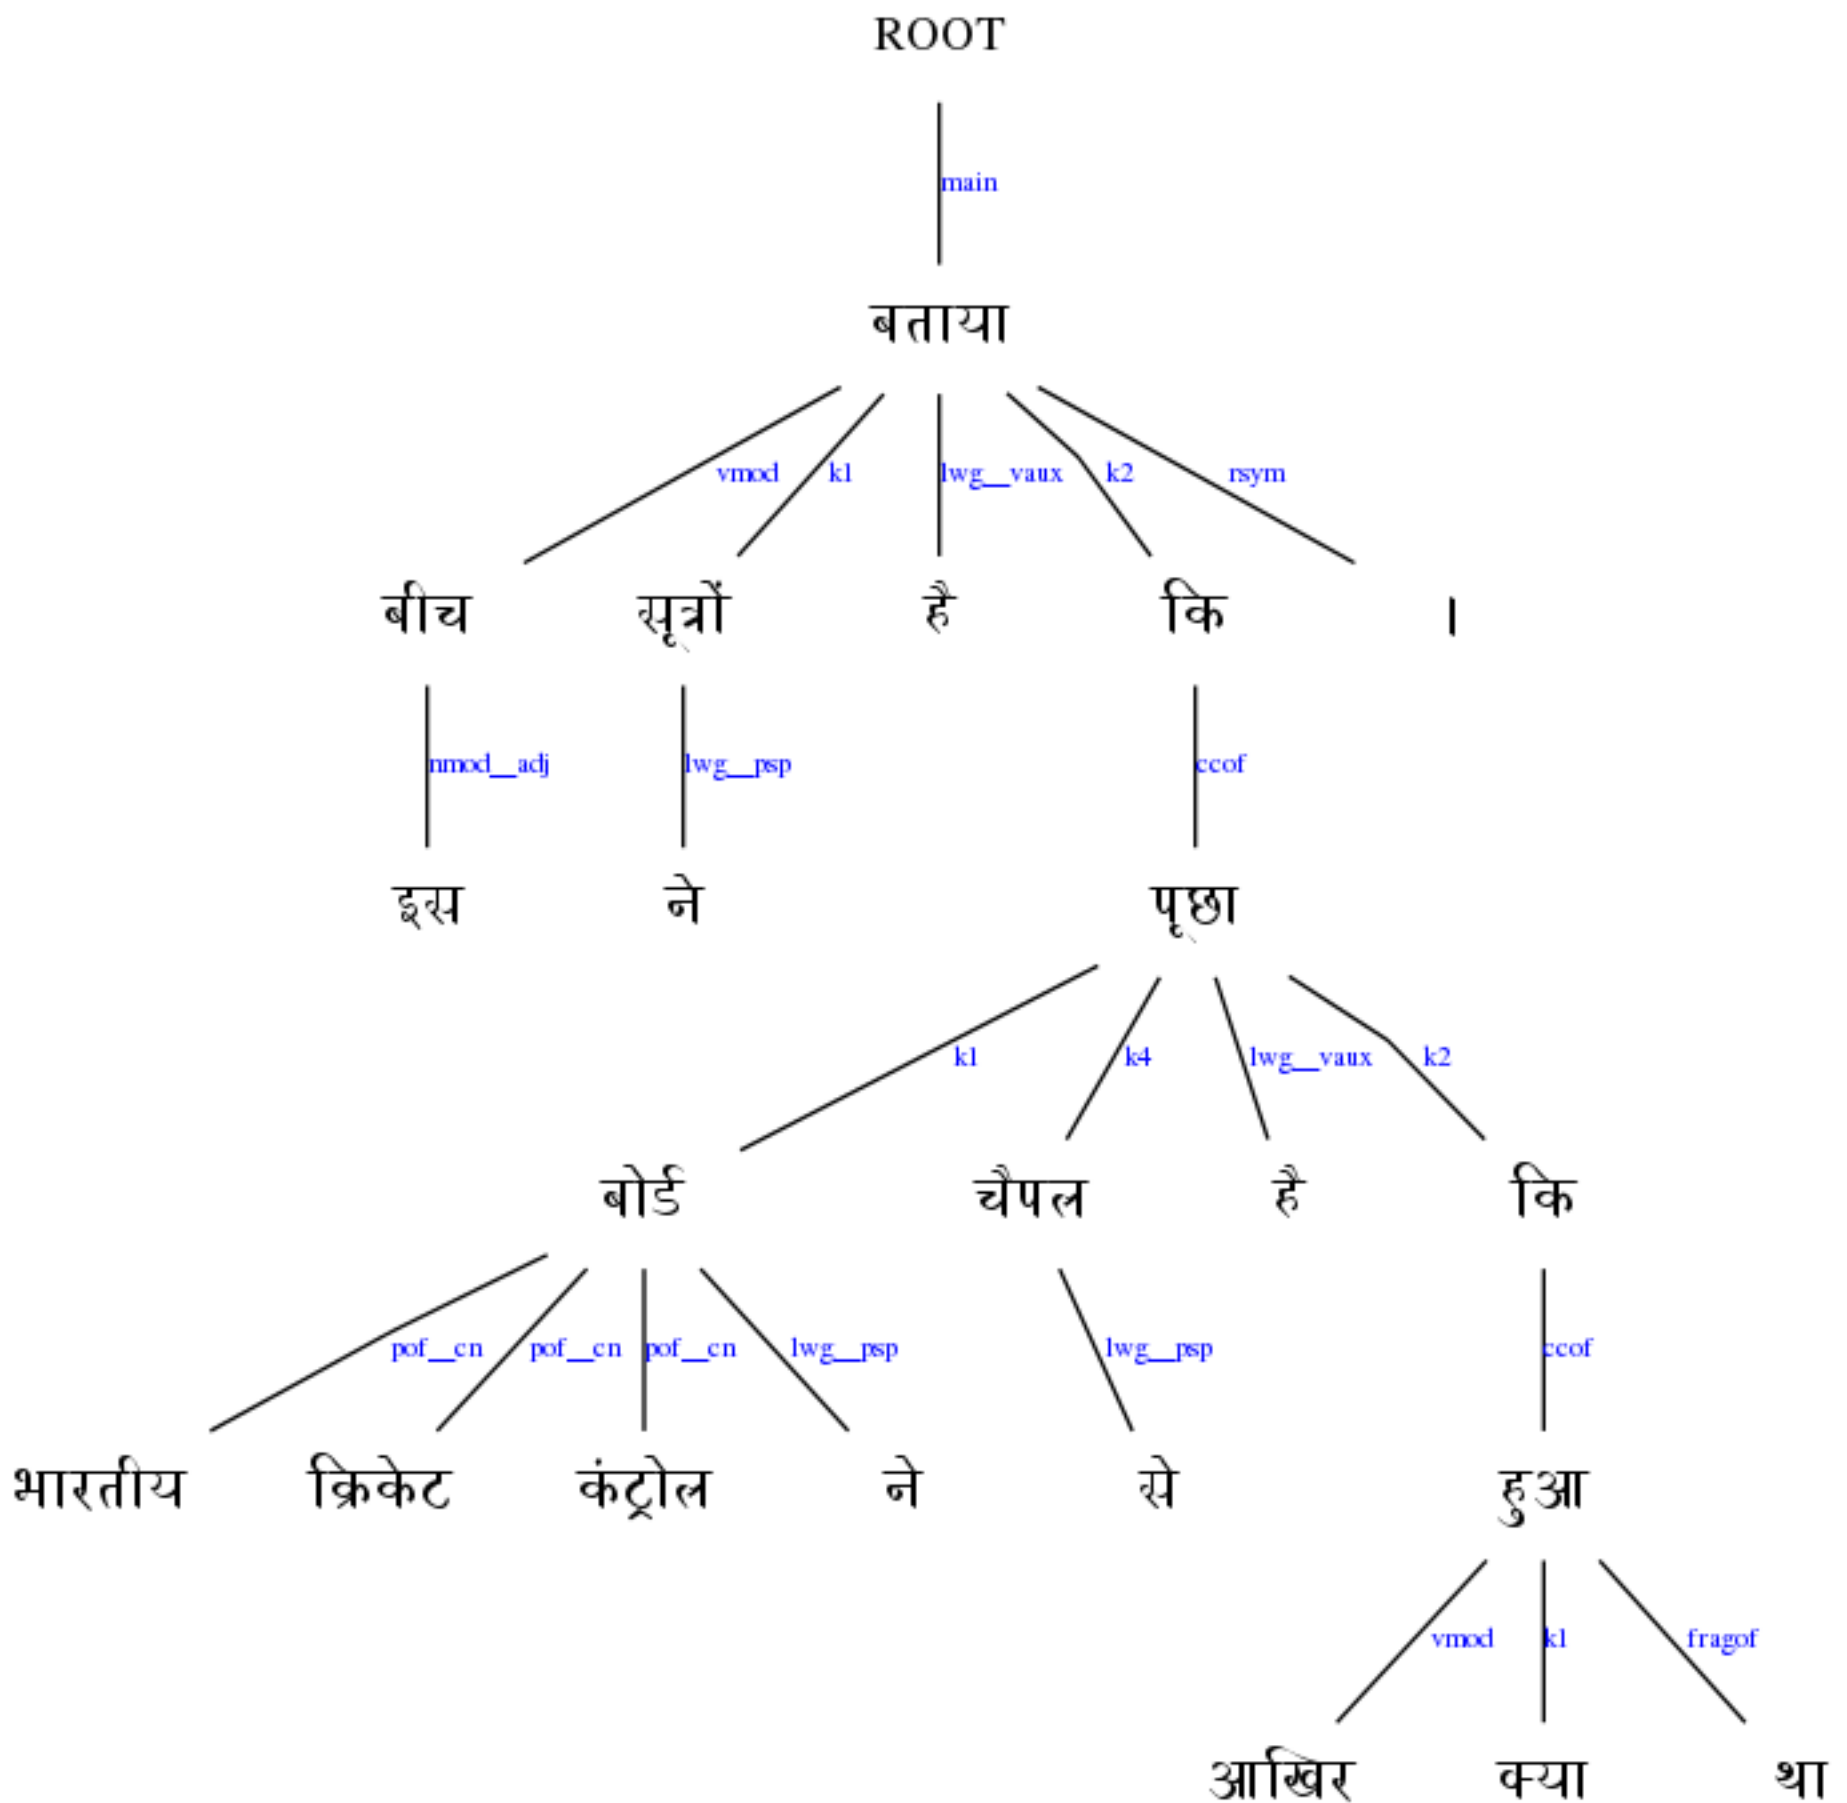 ROOT
main
बताया
vmod k1 lwg__vaux k2 rsym
बीच सूत्रों है कि ।
nmod__adj lwg__psp ccof
इस ने पूछा
k1 k4 lwg__vaux k2
बोर्ड चैपल है कि
pof__cn pof__cn pof__cn lwg__psp lwg__psp ccof
भारतीय क्रिकेट कंट्रोल ने से हुआ
vmod k1 fragof
आखिर क्या था